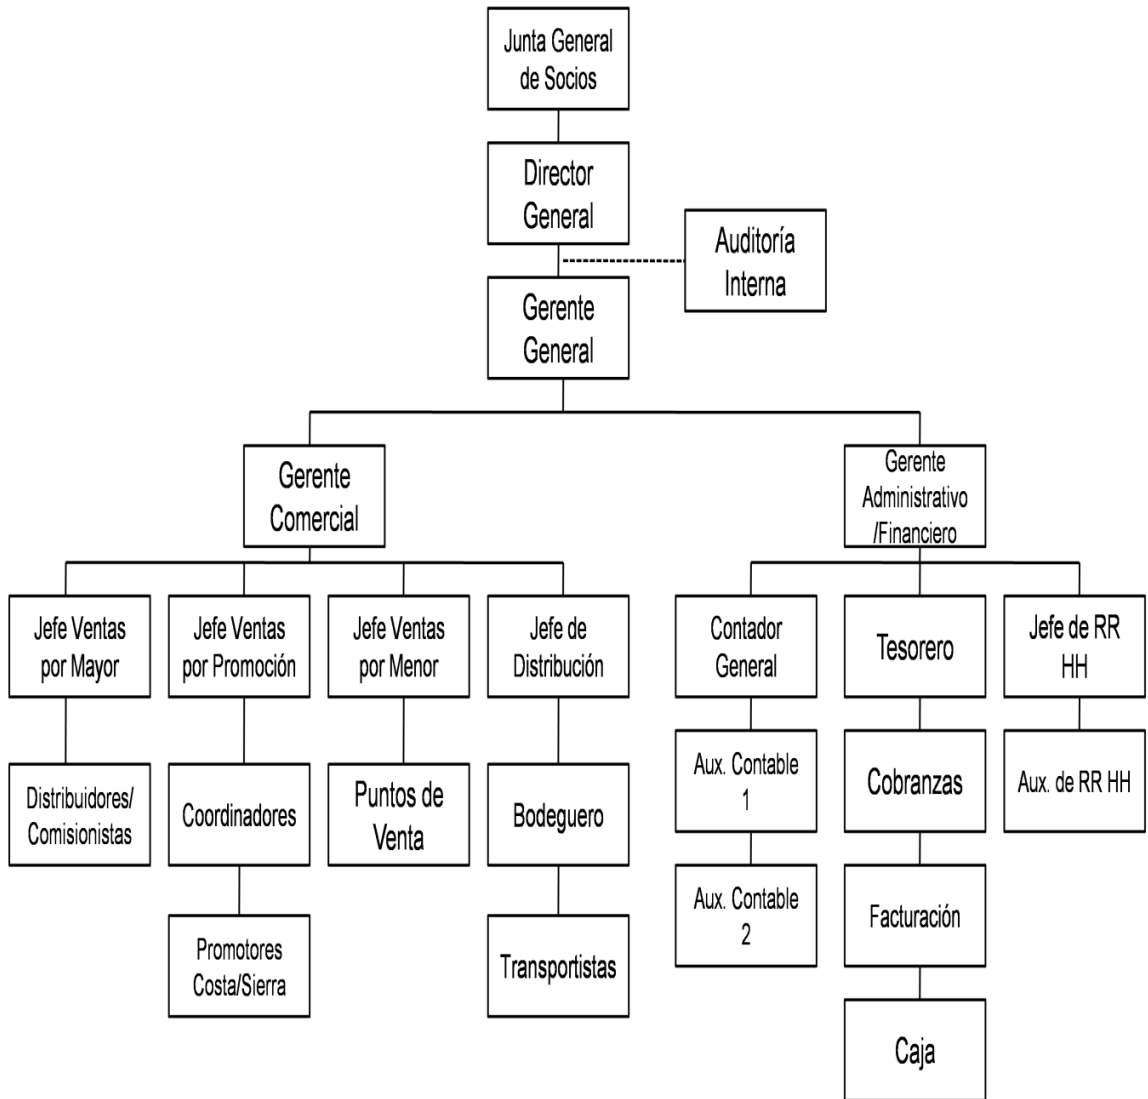 Junta General
de Socios
Director
General
Auditoría
Interna
Gerente
General
Gerente
Comercial
Gerente
Administrativo
/Financiero
Jefe Ventas
por Mayor
Jefe Ventas
por Promoción
Jefe Ventas
por Menor
Jefe de
Distribución
Contador
General
Tesorero
Jefe de RR
HH
Distribuidores/
Comisionistas
Coordinadores
Puntos de
Venta
Bodeguero
Aux. Contable
1
Cobranzas
Aux. de RR HH
Promotores
Costa/Sierra
Transportistas
Aux. Contable
2
Facturación
Caja